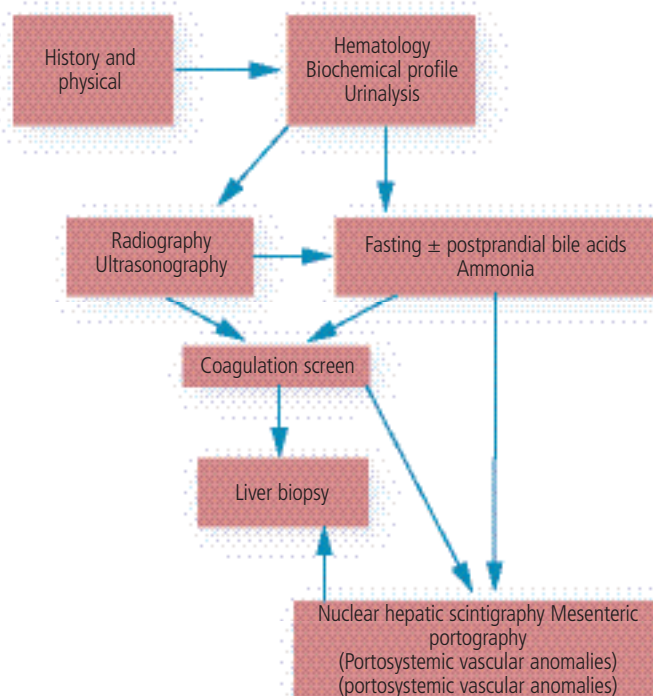 History and
physical
Hematology
Biochemical profile
Urinalysis
Radiography
Ultrasonography
Fasting ± postprandial bile acids
Ammonia
Coagulation screen
Liver biopsy
Nuclear hepatic scintigraphy Mesenteric
portography
(Portosystemic vascular anomalies)
(portosystemic vascular anomalies)